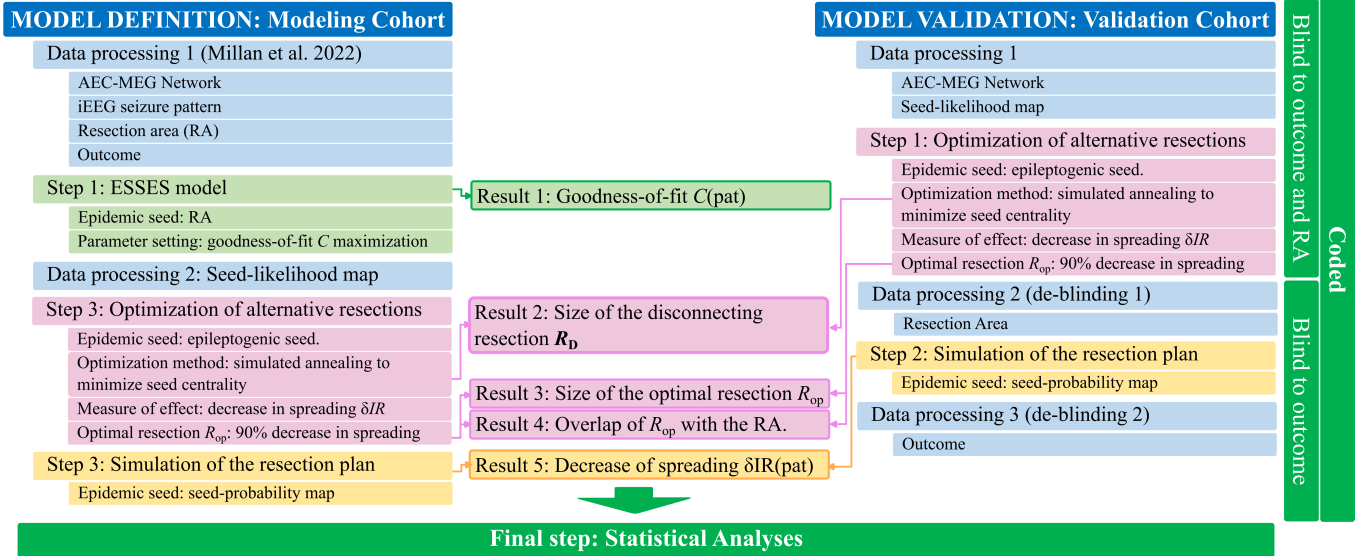 MODEL DEFINITION: Modeling Cohort
Data processing 1 (Millan et al. 2022)
AEC-MEG Network
iEEG seizure pattern
Resection area (RA)
Outcome
Step 1: ESSES model
Epidemic seed: RA
Parameter setting: goodness-of-fit C maximization
Data processing 2: Seed-likelihood map
Step 3: Optimization of alternative resections
Epidemic seed: epileptogenic seed.
Optimization method: simulated annealing to
minimize seed centrality
Measure of effect: decrease in spreading δIR
Optimal resection Rop: 90% decrease in spreading
Step 3: Simulation of the resection plan
Epidemic seed: seed-probability map
Result 1: Goodness-of-fit C(pat)
Result 2: Size of the disconnecting
resection RD
Result 3: Size of the optimal resection Rop
Result 4: Overlap of Rop with the RA.
Result 5: Decrease of spreading δIR(pat)
MODEL VALIDATION: Validation Cohort
Data processing 1
AEC-MEG Network
Seed-likelihood map
Step 1: Optimization of alternative resections
Epidemic seed: epileptogenic seed.
Optimization method: simulated annealing to
minimize seed centrality
Measure of effect: decrease in spreading δIR
Optimal resection Rop: 90% decrease in spreading
Data processing 2 (de-blinding 1)
Resection Area
Step 2: Simulation of the resection plan
Epidemic seed: seed-probability map
Data processing 3 (de-blinding 2)
Outcome
Blind to outcome and RA
Blind to outcome
Coded
Final step: Statistical Analyses